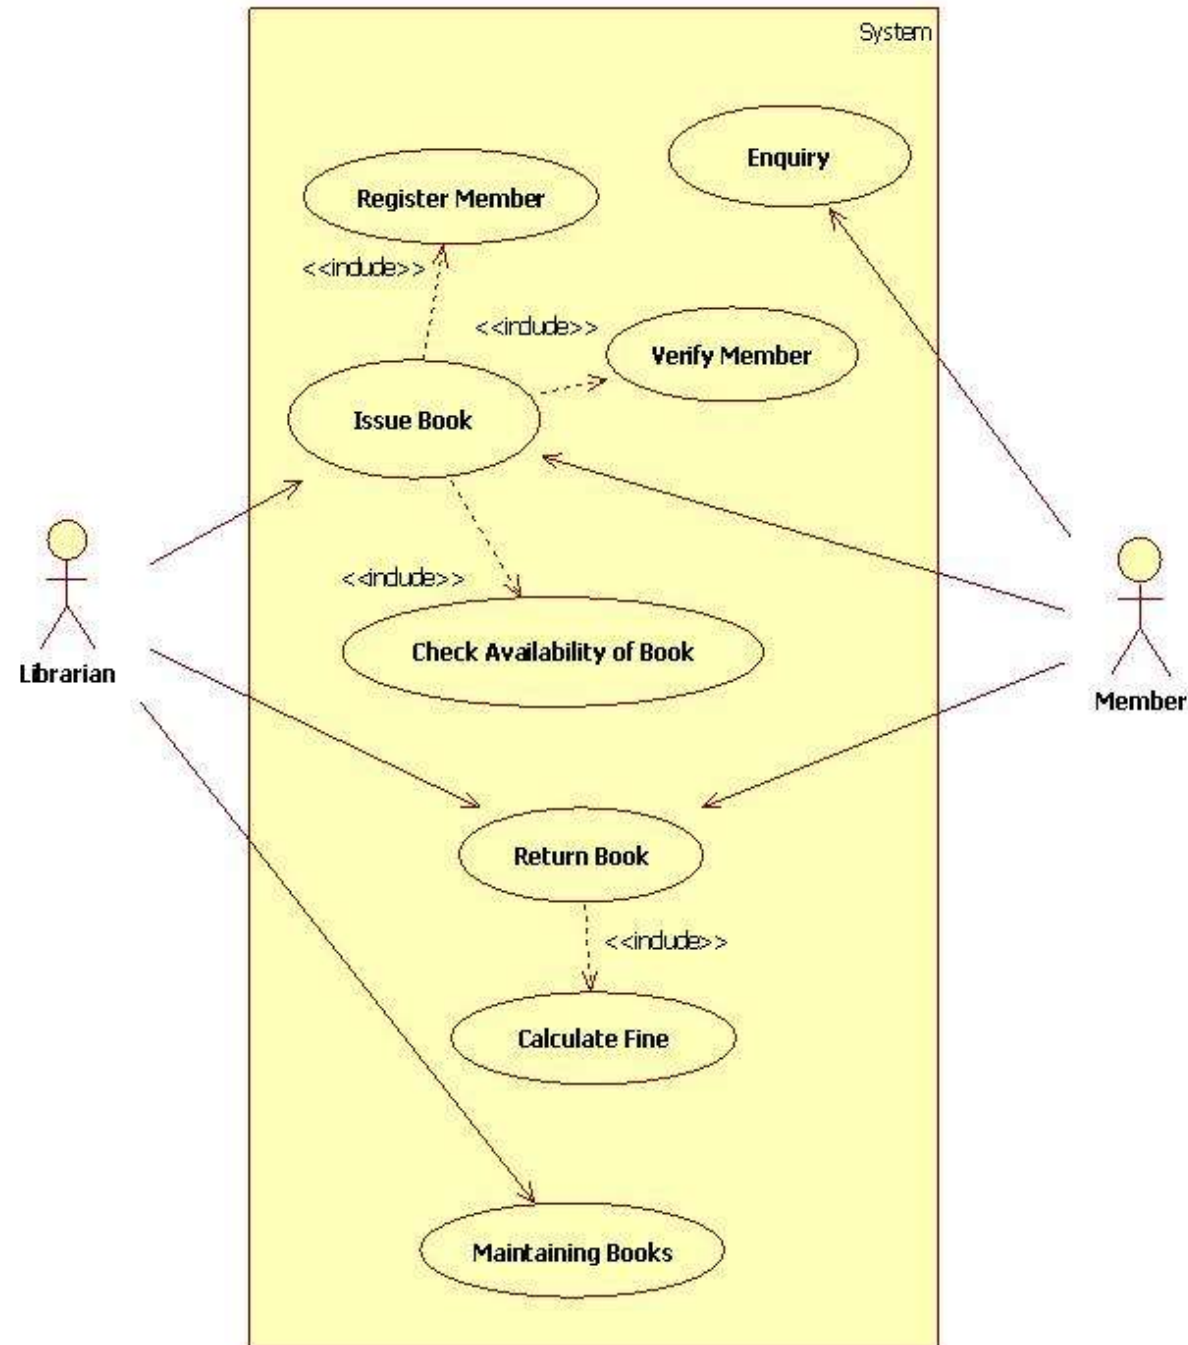 System
Enquiry
Register Member
<<include>>
<<include>>
Verify Member
Issue Book
<<include>>
Check Availability of Book
Librarian
Member
Return Book
<<include>>
Calculate Fine
Maintaining Books